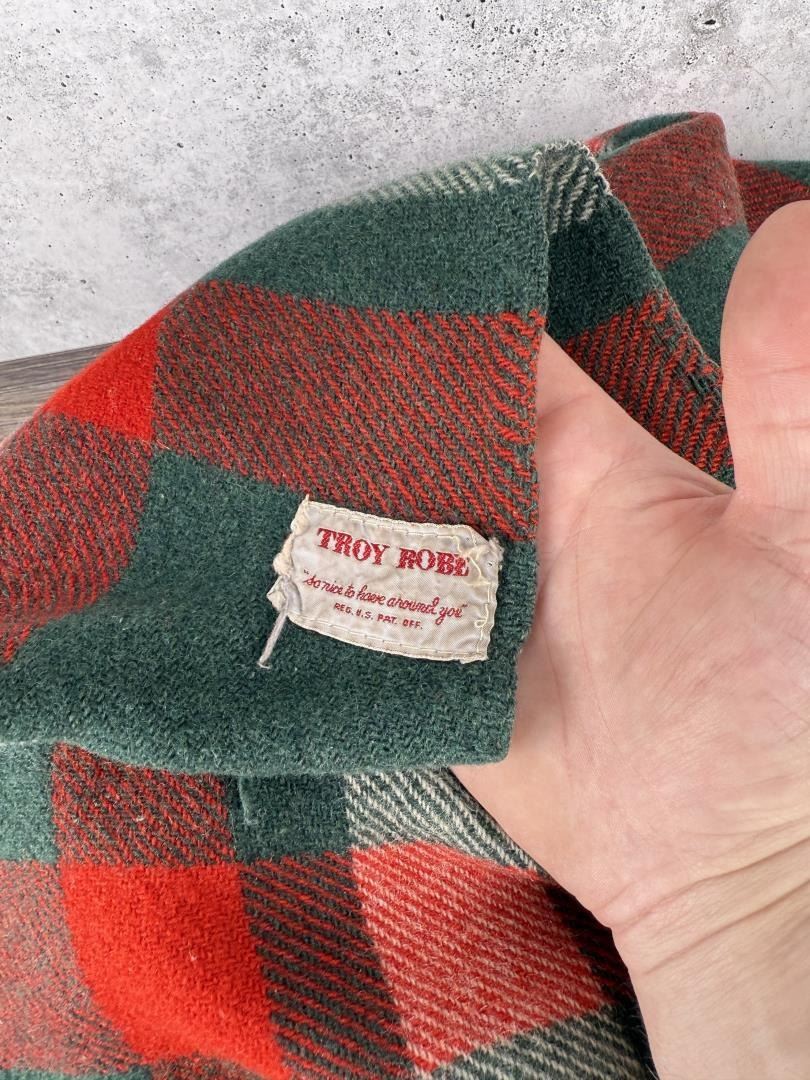 TROY ROBE
"so nice to have around you"
REG. U.S. PAT. OFF.